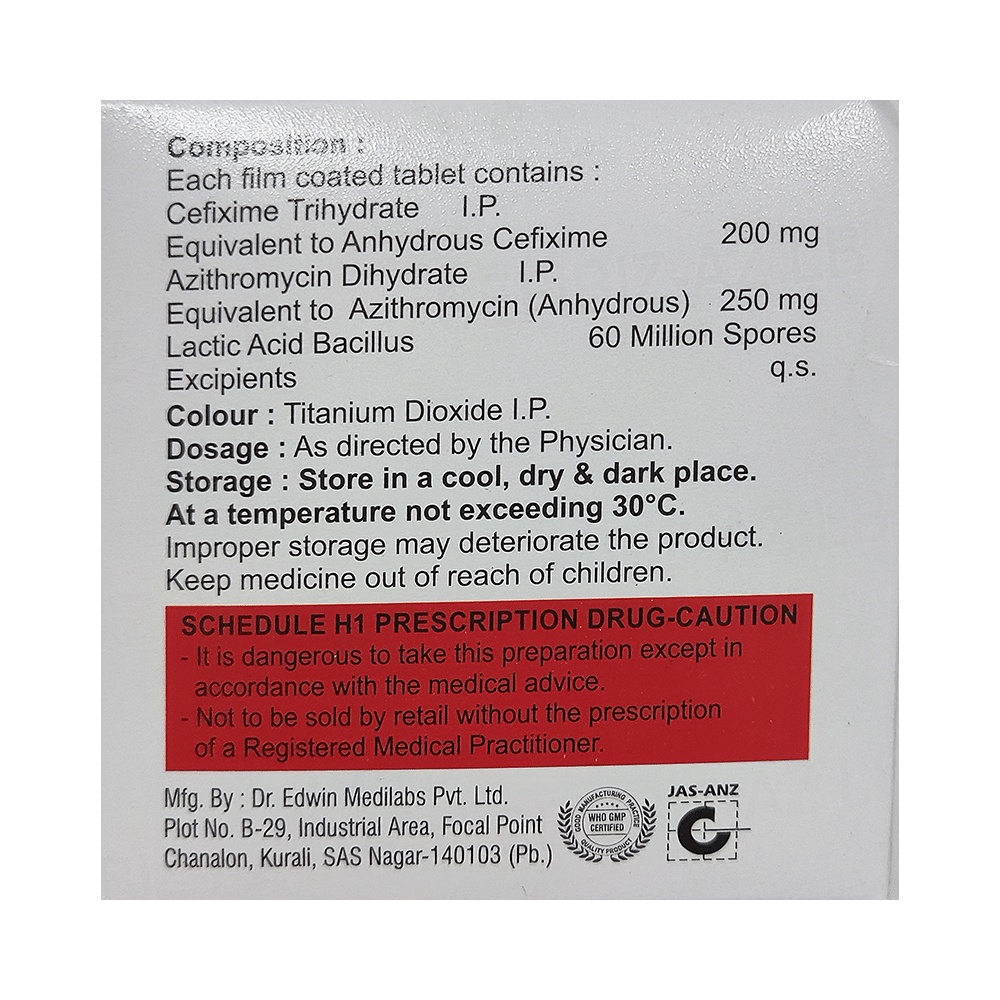 Composition :
Each film coated tablet contains :
Cefixime Trihydrate I.P.
Equivalent to Anhydrous Cefixime 200 mg
Azithromycin Dihydrate I.P.
Equivalent to Azithromycin (Anhydrous) 250 mg
Lactic Acid Bacillus 60 Million Spores
Excipients q.s.
Colour : Titanium Dioxide I.P.
Dosage : As directed by the Physician.
Storage : Store in a cool, dry & dark place.
At a temperature not exceeding 30°C.
Improper storage may deteriorate the product.
Keep medicine out of reach of children.
SCHEDULE H1 PRESCRIPTION DRUG-CAUTION
- It is dangerous to take this preparation except in
accordance with the medical advice.
- Not to be sold by retail without the prescription
of a Registered Medical Practitioner.
Mfg. By : Dr. Edwin Medilabs Pvt. Ltd.
Plot No. B-29, Industrial Area, Focal Point
Chanalon, Kurali, SAS Nagar-140103 (Pb.)
GOOD MANUFACTURING PRACTICE
WHO GMP
CERTIFIED
QUALITY PRODUCT
JAS-ANZ
C